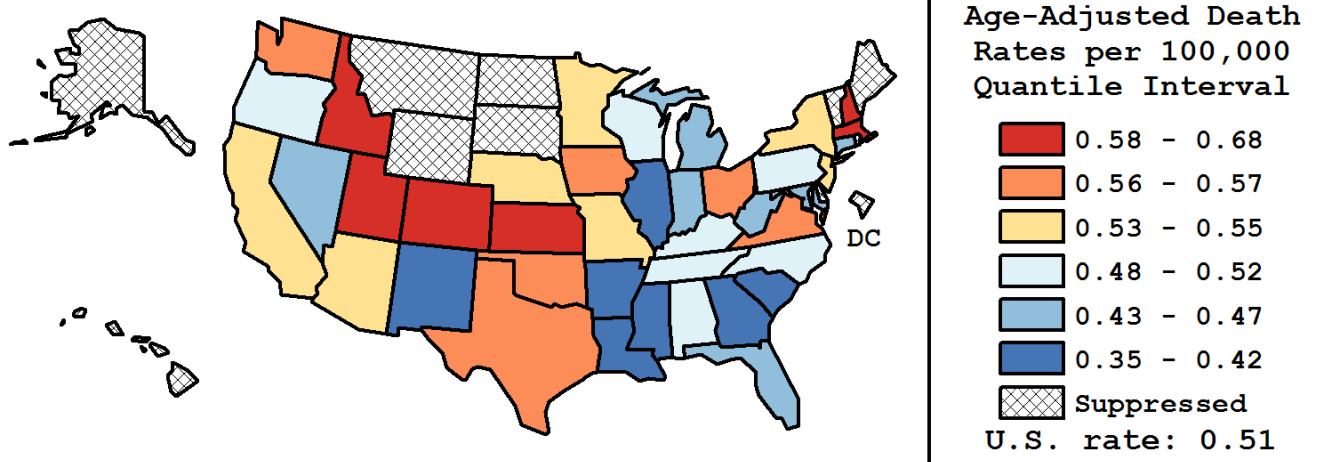 Age-Adjusted Death
Rates per 100,000
Quantile Interval
0.58 - 0.68
0.56 - 0.57
0.53 - 0.55
0.48 - 0.52
0.43 - 0.47
0.35 - 0.42
Suppressed
U.S. rate: 0.51
DC